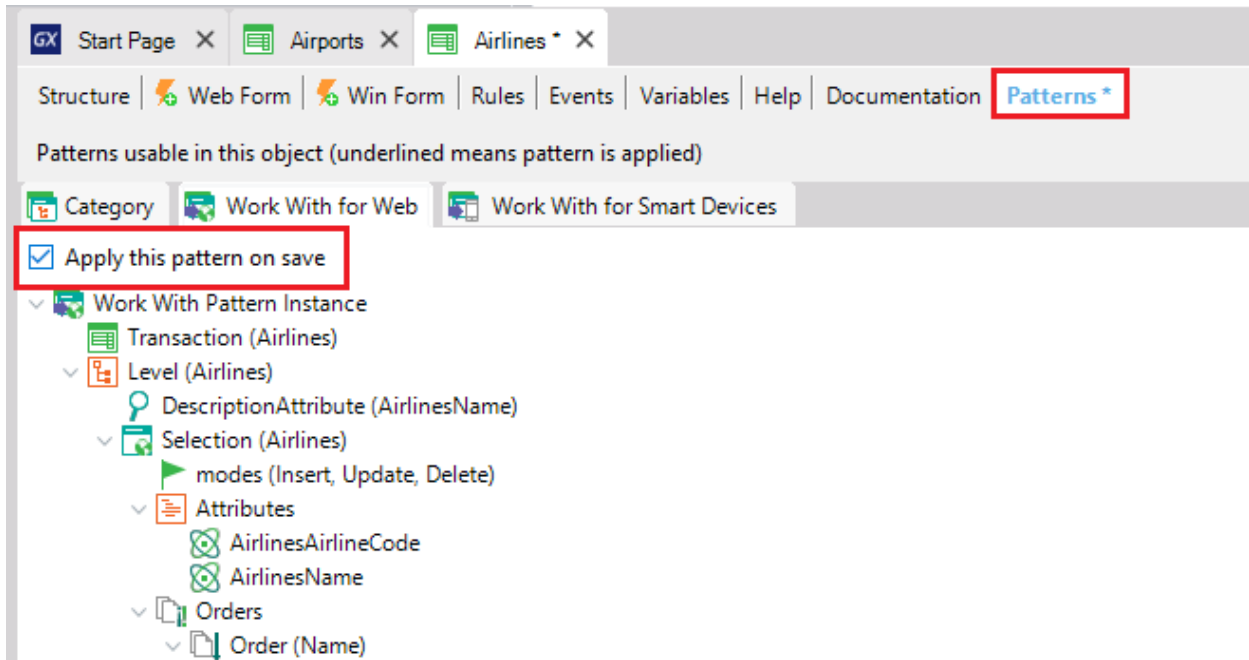 GX Start Page Airports Airlines *
Structure Web Form Win Form Rules Events Variables Help Documentation Patterns *
Patterns usable in this object (underlined means pattern is applied)
Category Work With for Web Work With for Smart Devices
Apply this pattern on save
Work With Pattern Instance
Transaction (Airlines)
Level (Airlines)
DescriptionAttribute (AirlinesName)
Selection (Airlines)
modes (Insert, Update, Delete)
Attributes
AirlinesAirlineCode
AirlinesName
Orders
Order (Name)